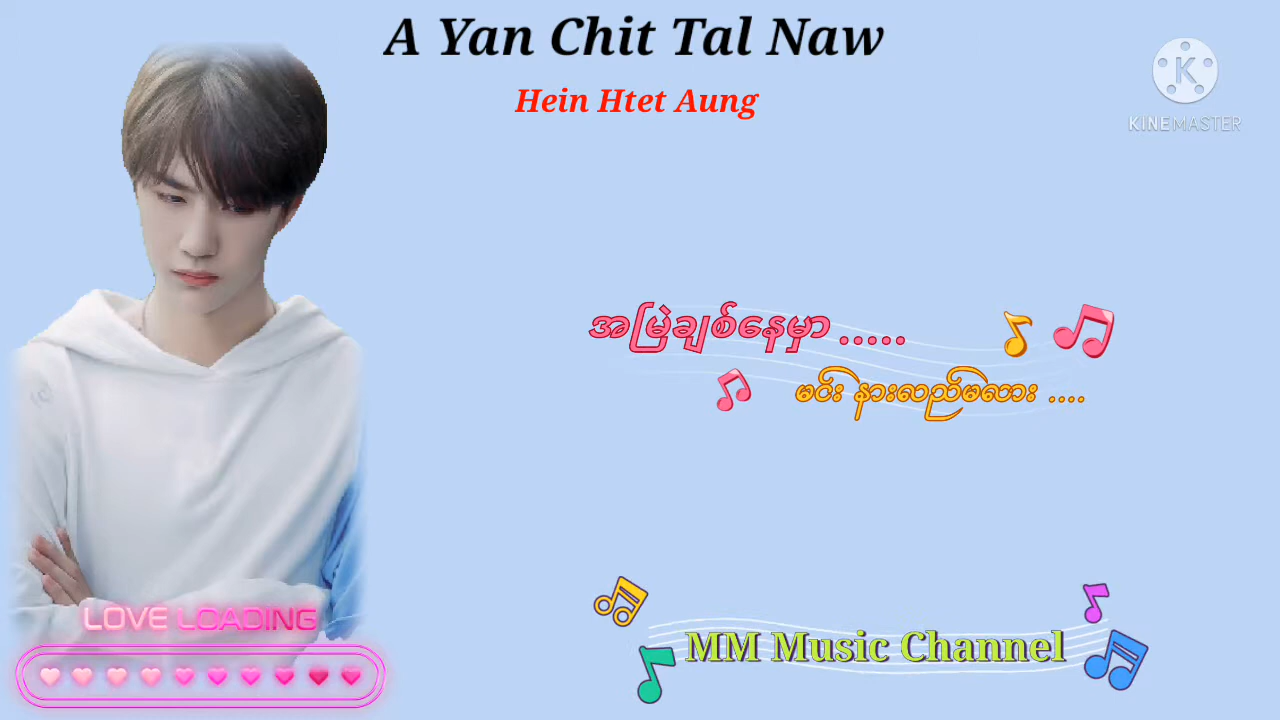 A Yan Chit Tal Naw
Hein Htet Aung
K
KINEMASTER
အမြဲချစ်နေမှာ .....
မင်း နားလည်မလား ....
LOVE LOADING
MM Music Channel